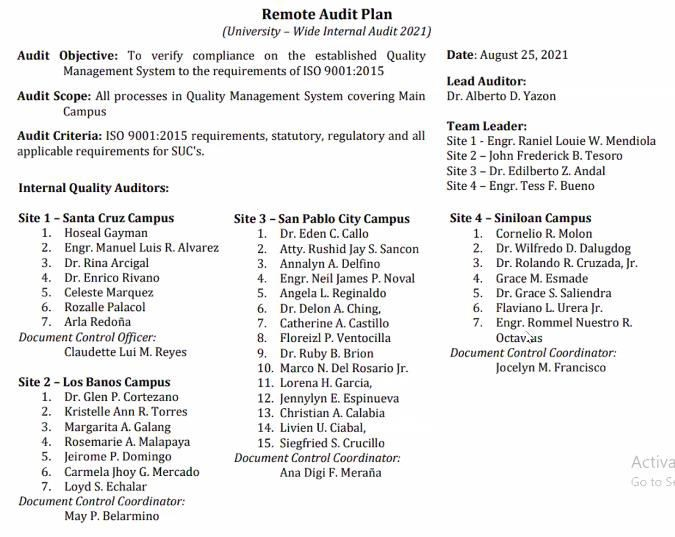 Remote Audit Plan
(University – Wide Internal Audit 2021)
Audit Objective: To verify compliance on the established Quality
Management System to the requirements of ISO 9001:2015
Audit Scope: All processes in Quality Management System covering Main
Campus
Audit Criteria: ISO 9001:2015 requirements, statutory, regulatory and all
applicable requirements for SUC's.
Date: August 25, 2021
Lead Auditor:
Dr. Alberto D. Yazon
Team Leader:
Site 1 - Engr. Raniel Louie W. Mendiola
Site 2 – John Frederick B. Tesoro
Site 3 – Dr. Edilberto Z. Andal
Site 4 – Engr. Tess F. Bueno
Internal Quality Auditors:
Site 1 – Santa Cruz Campus
1. Hoseal Gayman
2. Engr. Manuel Luis R. Alvarez
3. Dr. Rina Arcigal
4. Dr. Enrico Rivano
5. Celeste Marquez
6. Rozalle Palacol
7. Arla Redoña
Document Control Officer:
Claudette Lui M. Reyes
Site 2 – Los Banos Campus
1. Dr. Glen P. Cortezano
2. Kristelle Ann R. Torres
3. Margarita A. Galang
4. Rosemarie A. Malapaya
5. Jeirome P. Domingo
6. Carmela Jhoy G. Mercado
7. Loyd S. Echalar
Document Control Coordinator:
May P. Belarmino
Site 3 – San Pablo City Campus
1. Dr. Eden C. Callo
2. Atty. Rushid Jay S. Sancon
3. Annalyn A. Delfino
4. Engr. Neil James P. Noval
5. Angela L. Reginaldo
6. Dr. Delon A. Ching,
7. Catherine A. Castillo
8. Floreizl P. Ventocilla
9. Dr. Ruby B. Brion
10. Marco N. Del Rosario Jr.
11. Lorena H. Garcia,
12. Jennylyn E. Espinueva
13. Christian A. Calabia
14. Livien U. Ciabal,
15. Siegfried S. Crucillo
Document Control Coordinator:
Ana Digi F. Meraña
Site 4 – Siniloan Campus
1. Cornelio R. Molon
2. Dr. Wilfredo D. Dalugdog
3. Dr. Rolando R. Cruzada, Jr.
4. Grace M. Esmade
5. Dr. Grace S. Saliendra
6. Flaviano L. Urera Jr.
7. Engr. Rommel Nuestro R.
Document Control Coordinator:
Jocelyn M. Francisco
Activa
Go to Se